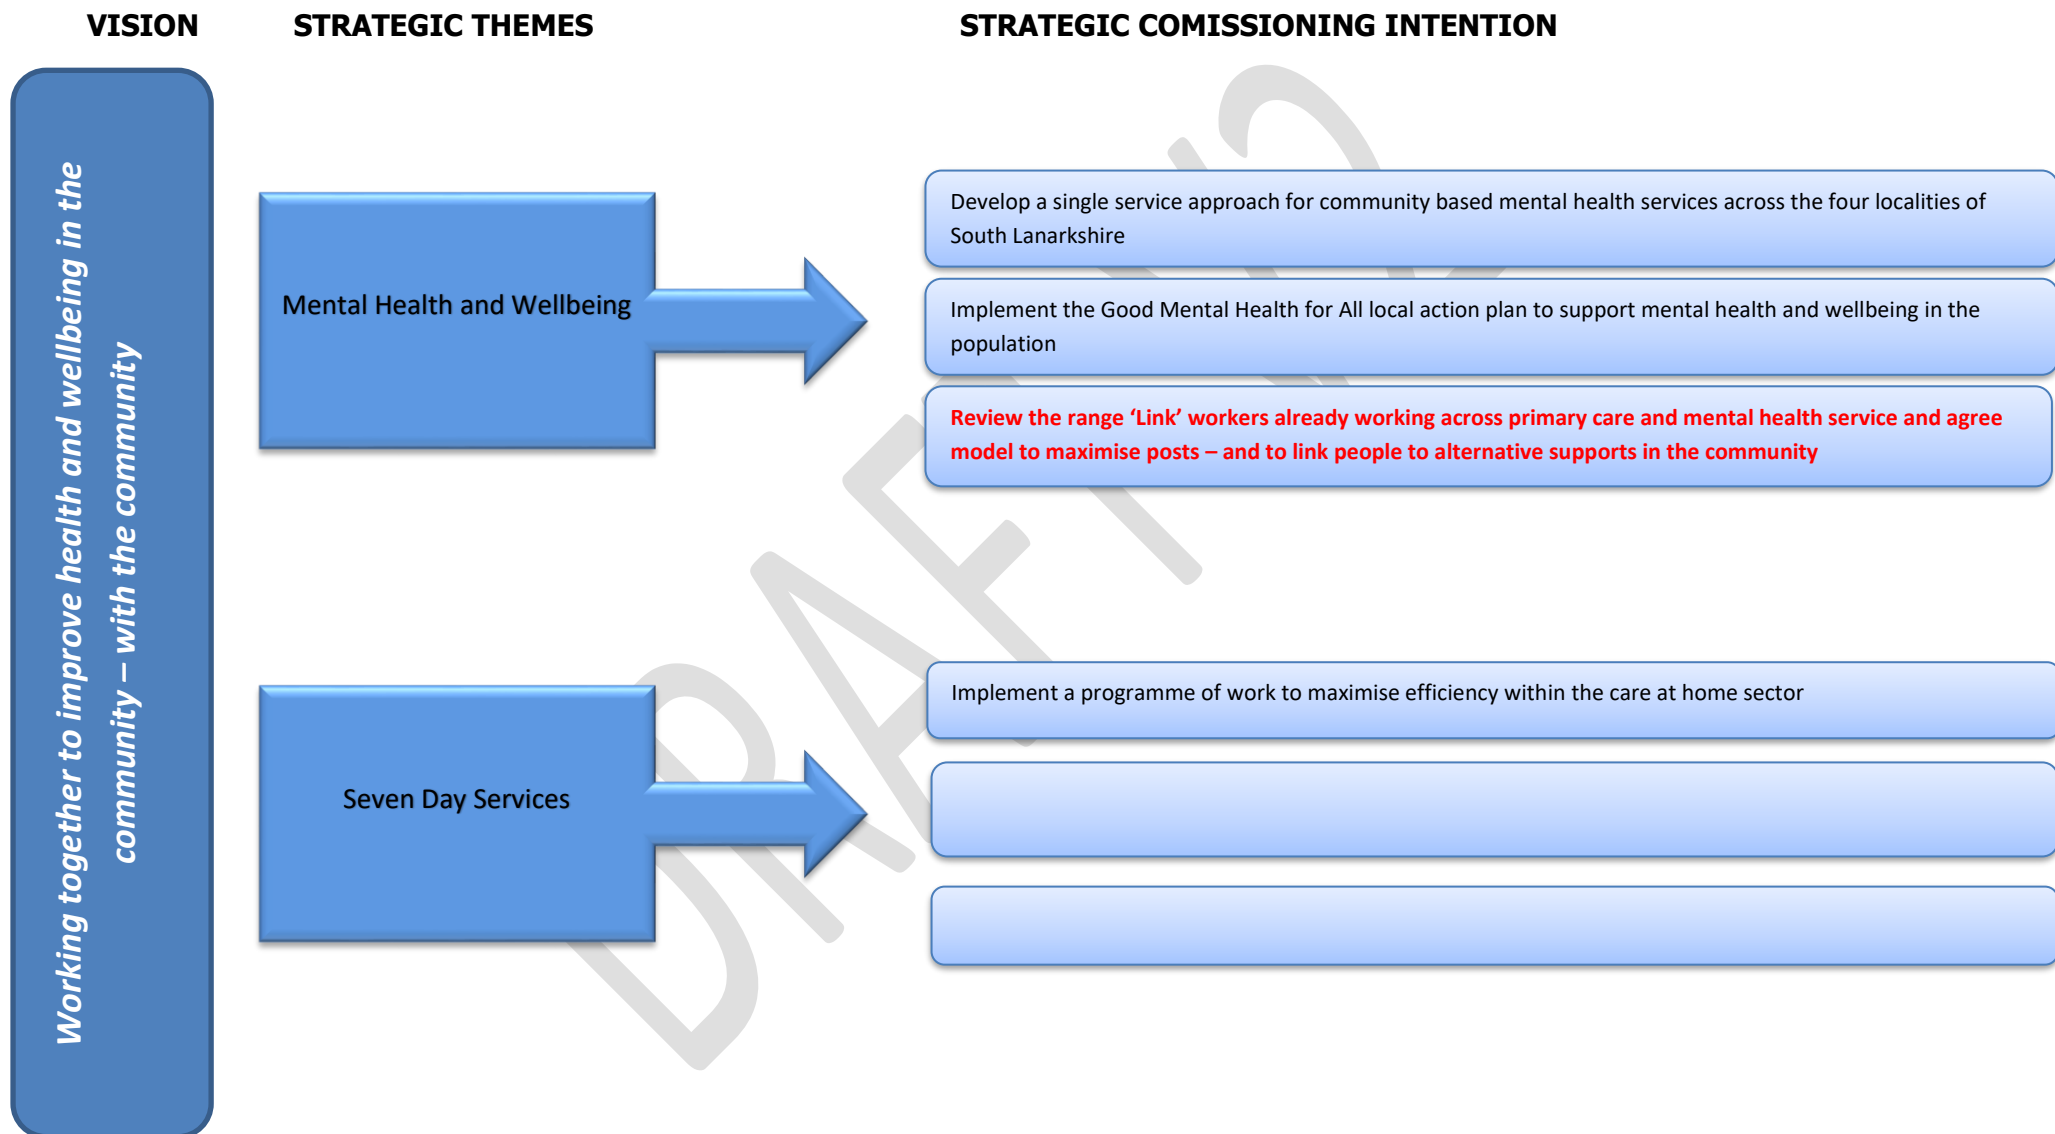 VISION
STRATEGIC THEMES
STRATEGIC COMISSIONING INTENTION
Working together to improve health and wellbeing in the
community – with the community
Mental Health and Wellbeing
Develop a single service approach for community based mental health services across the four localities of
South Lanarkshire
Implement the Good Mental Health for All local action plan to support mental health and wellbeing in the
population
Review the range ‘Link’ workers already working across primary care and mental health service and agree
model to maximise posts – and to link people to alternative supports in the community
Seven Day Services
Implement a programme of work to maximise efficiency within the care at home sector
DRAFT V2